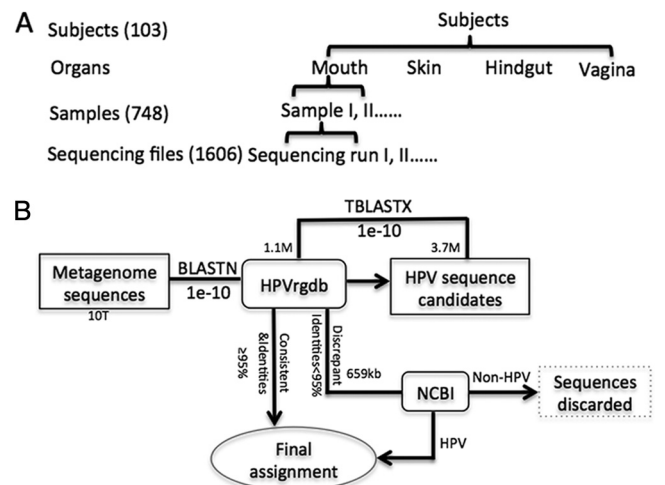 A
Subjects (103)
Subjects
Organs
Mouth Skin Hindgut Vagina
Samples (748)
Sample I, II......
Sequencing files (1606) Sequencing run I, II......
B
TBLASTX
1e-10
1.1M
3.7M
Metagenome
sequences
10T
BLASTN
1e-10
HPVrgdb
HPV sequence
candidates
Consistent
&Identities
≥95%
Discrepant
Identities<95%
659kb
NCBI
Non-HPV
Sequences
discarded
HPV
Final
assignment